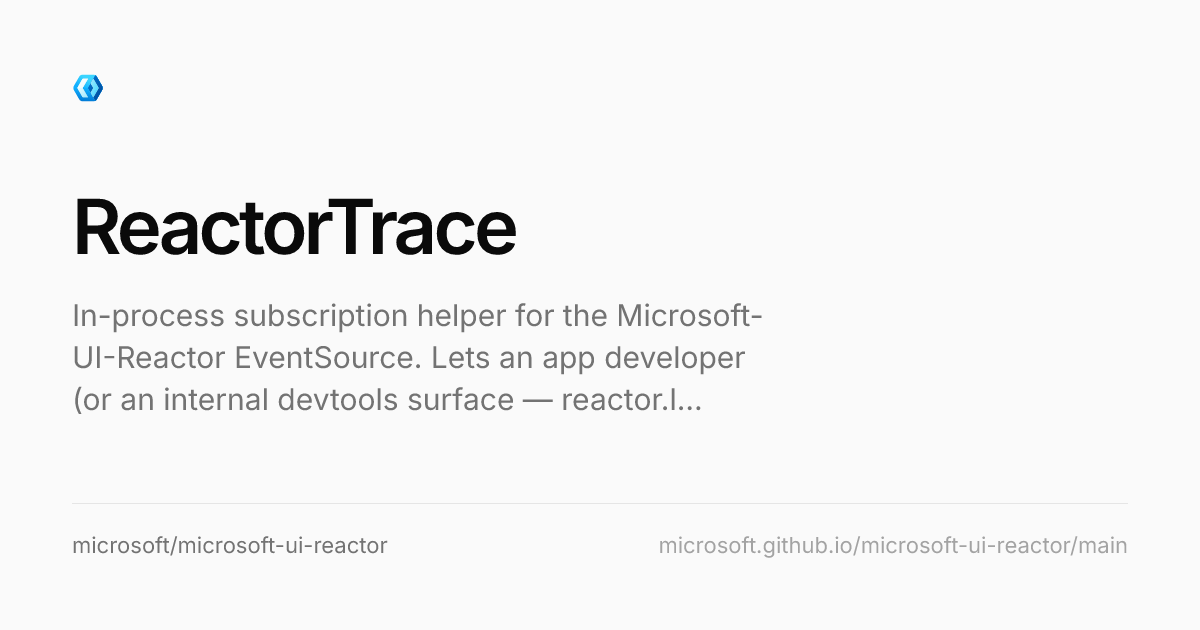 ReactorTrace
In-process subscription helper for the Microsoft-
UI-Reactor EventSource. Lets an app developer
(or an internal devtools surface — reactor.l...
microsoft/microsoft-ui-reactor
microsoft.github.io/microsoft-ui-reactor/main